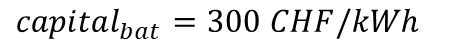 capital_bat = 300 CHF/kWh